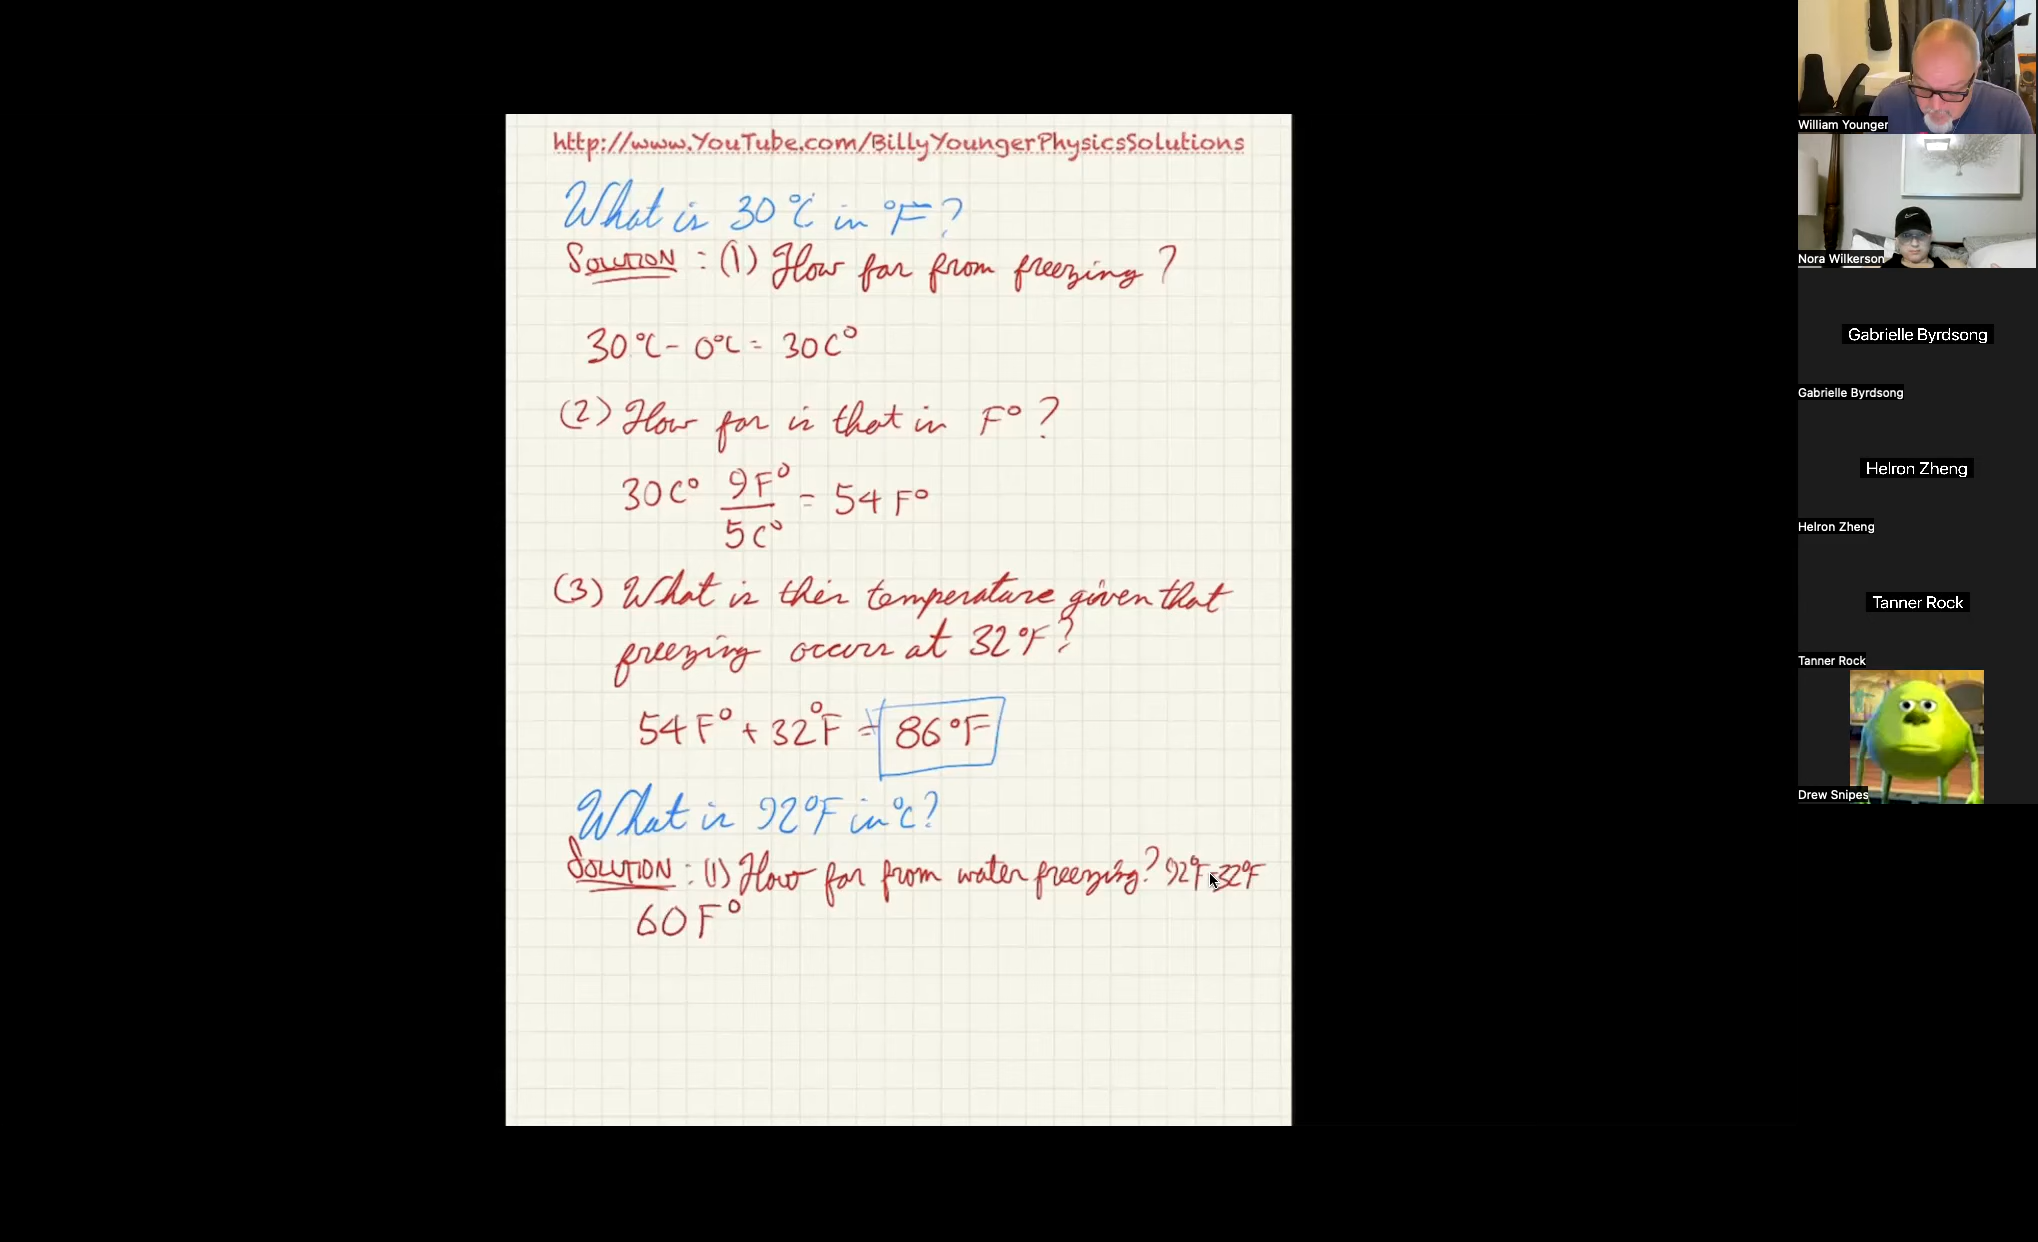 http://www.YouTube.com/BillyYoungerPhysicsSolutions
What is 30°C in °F?
SOLUTION : (1) How far from freezing?
30°C - 0°C = 30C°
(2) How far is that in F°?
30C° 9F°/5C° = 54F°
(3) What is this temperature given that
freezing occurs at 32°F?
54F° + 32°F = 86°F
What is 92°F in °C?
SOLUTION : (1) How far from water freezing? 92°F-32°F
60F°
William Younger
Nora Wilkerson
Gabrielle Byrdsong
Gabrielle Byrdsong
Helron Zheng
Helron Zheng
Tanner Rock
Tanner Rock
Drew Snipes